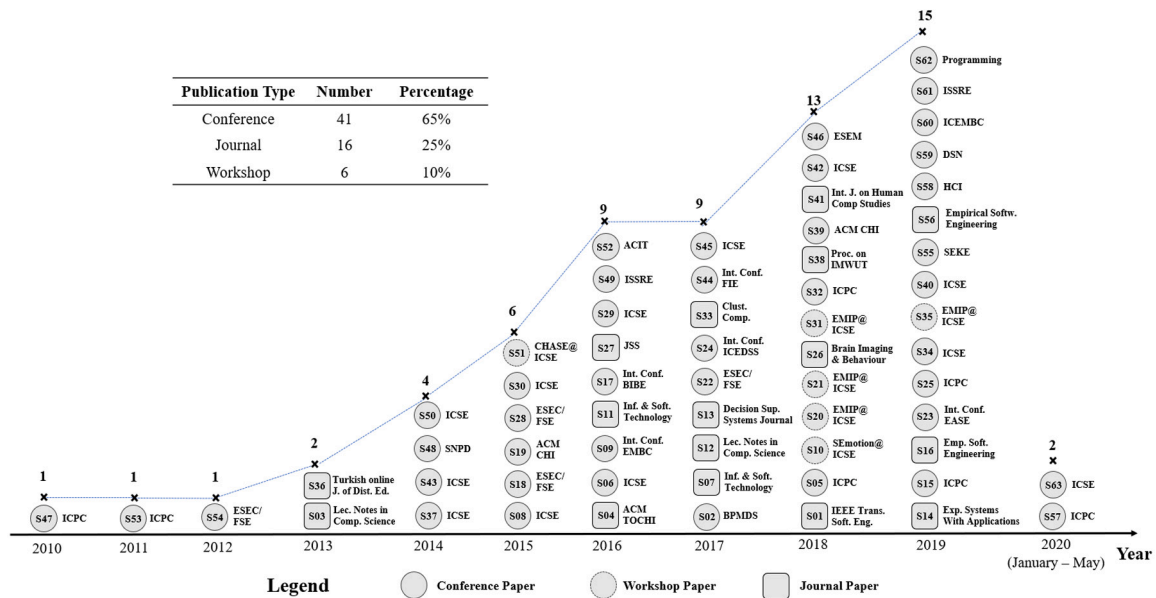 Publication Type Number Percentage
Conference 41 65%
Journal 16 25%
Workshop 6 10%
1
S47 ICPC
2010
1
S53 ICPC
2011
1
S54 ESEC/
FSE
2012
2
S36 Turkish online
J. of Dist. Ed.
S03 Lec. Notes in
Comp. Science
2013
4
S50 ICSE
S48 SNPD
S43 ICSE
S37 ICSE
2014
6
S51 CHASE@
ICSE
S30 ICSE
S28 ESEC/
FSE
S19 ACM
CHI
S18 ESEC/
FSE
S08 ICSE
2015
9
S52 ACIT
S49 ISSRE
S29 ICSE
S27 JSS
S17 Int. Conf.
BIBE
S11 Inf. & Soft.
Technology
S09 Int. Conf.
EMBC
S06 ICSE
S04 ACM
TOCHI
2016
9
S45 ICSE
S44 Int. Conf.
FIE
S33 Clust.
Comp.
S24 Int. Conf.
ICEDSS
S22 ESEC/
FSE
S13 Decision Sup.
Systems Journal
S12 Lec. Notes in
Comp. Science
S07 Inf. & Soft.
Technology
S02 BPMDS
2017
13
S46 ESEM
S42 ICSE
S41 Int. J. on Human
Comp Studies
S39 ACM CHI
S38 Proc. on
IMWUT
S32 ICPC
S31 EMIP@
ICSE
S26 Brain Imaging
& Behaviour
S21 EMIP@
ICSE
S20 EMIP@
ICSE
S10 SEmotion@
ICSE
S05 ICPC
S01 IEEE Trans.
Soft. Eng.
2018
15
S62 Programming
S61 ISSRE
S60 ICEMBC
S59 DSN
S58 HCI
S56 Empirical Softw.
Engineering
S55 SEKE
S40 ICSE
S35 EMIP@
ICSE
S34 ICSE
S25 ICPC
S23 Int. Conf.
EASE
S16 Emp. Soft.
Engineering
S15 ICPC
S14 Exp. Systems
With Applications
2019
2
S63 ICSE
S57 ICPC
2020
(January – May)
Year
Legend
Conference Paper
Workshop Paper
Journal Paper